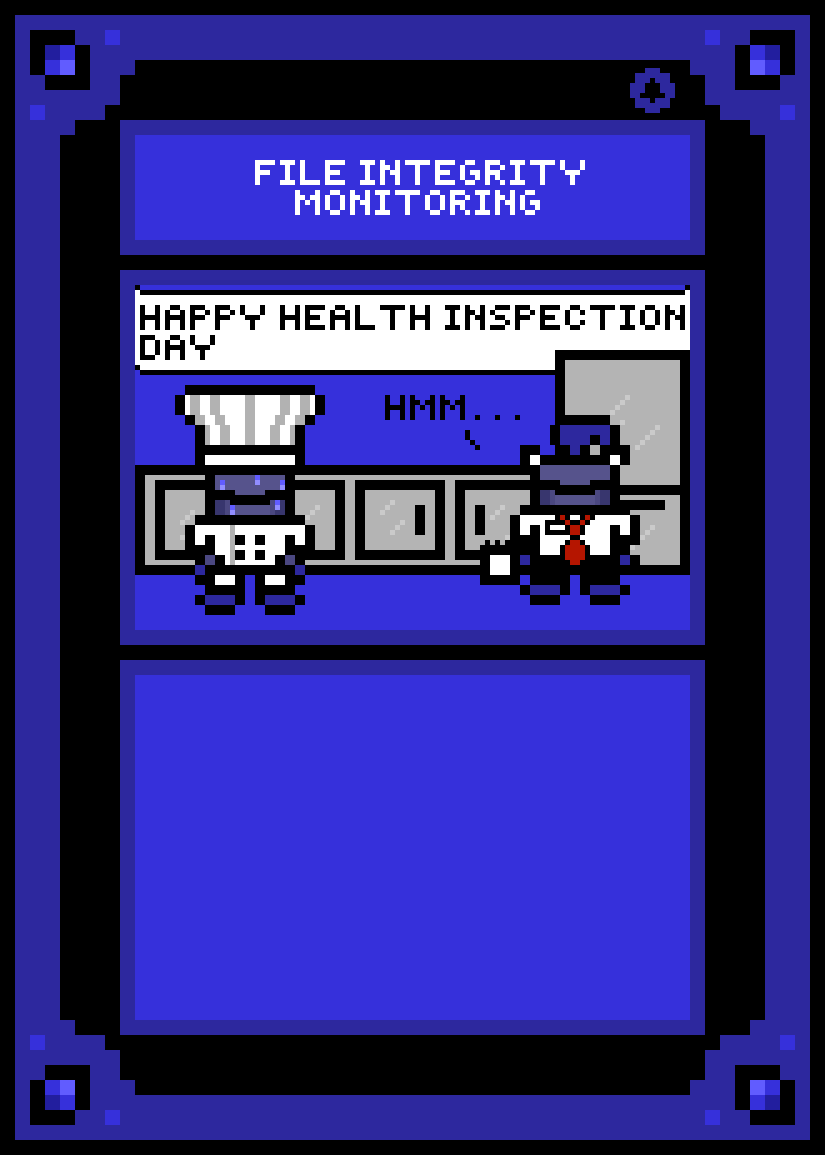 FILE INTEGRITY
MONITORING
HAPPY HEALTH INSPECTION
DAY
HMM...